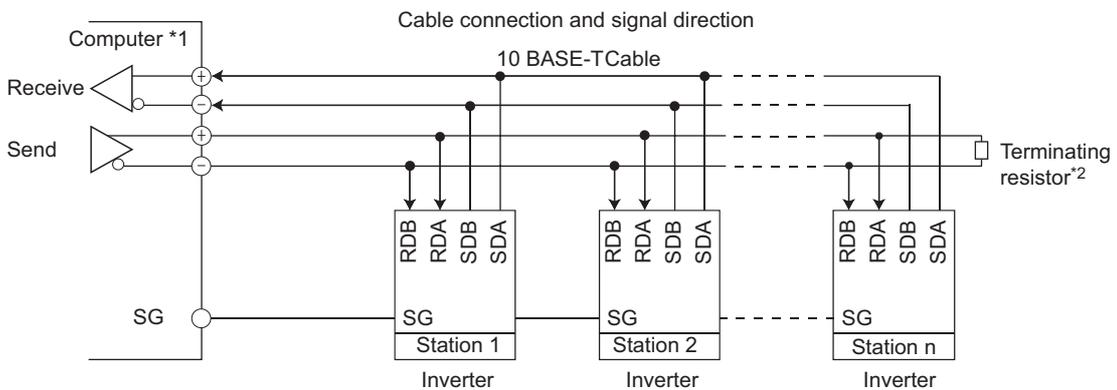 Cable connection and signal direction
Computer *1
10 BASE-TCable
Receive
+
−
+
Send
−
Terminating
resistor*2
RDB
RDA
SDB
SDA
RDB
RDA
SDB
SDA
RDB
RDA
SDB
SDA
SG
SG
SG
SG
Station 1
Station 2
Station n
Inverter
Inverter
Inverter